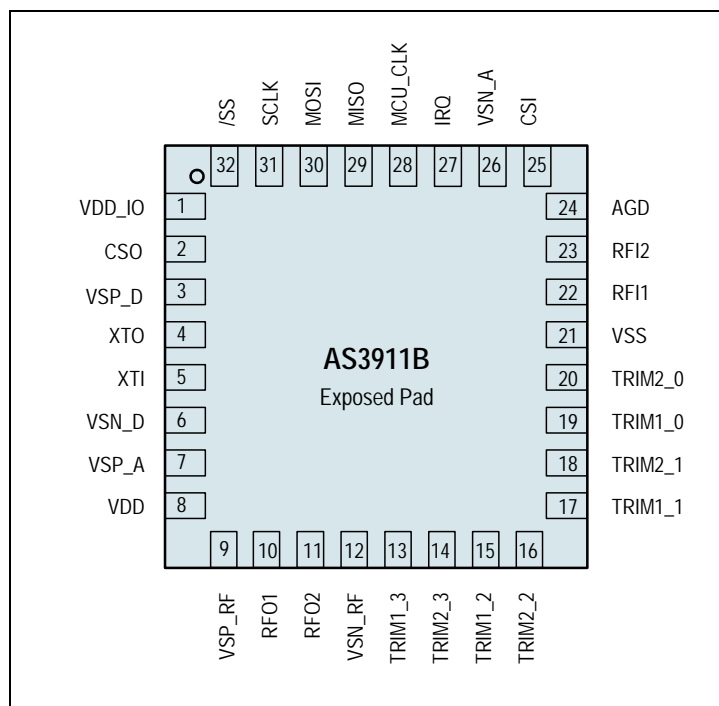 /SS
SCLK
MOSI
MISO
MCU_CLK
IRQ
VSN_A
CSI
32
31
30
29
28
27
26
25
VDD_IO 1
CSO 2
VSP_D 3
XTO 4
XTI 5
VSN_D 6
VSP_A 7
VDD 8
AS3911B
Exposed Pad
24 AGD
23 RFI2
22 RFI1
21 VSS
20 TRIM2_0
19 TRIM1_0
18 TRIM2_1
17 TRIM1_1
9
10
11
12
13
14
15
16
VSP_RF
RFO1
RFO2
VSN_RF
TRIM1_3
TRIM2_3
TRIM1_2
TRIM2_2